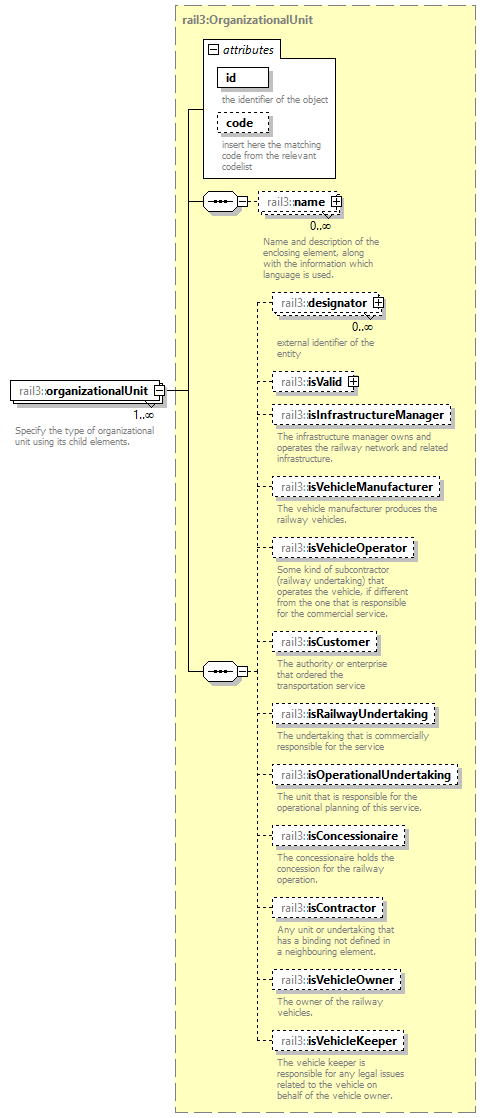 rail3:OrganizationalUnit
attributes
id
the identifier of the object
code
insert here the matching
code from the relevant
codelist
rail3:name
0..∞
Name and description of the
enclosing element, along
with the information which
language is used.
rail3:designator
0..∞
external identifier of the
entity
rail3:organizationalUnit
1..∞
Specify the type of organizational
unit using its child elements.
rail3:isValid
rail3:isInfrastructureManager
The infrastructure manager owns and
operates the railway network and related
infrastructure.
rail3:isVehicleManufacturer
The vehicle manufacturer produces the
railway vehicles.
rail3:isVehicleOperator
Some kind of subcontractor
(railway undertaking) that
operates the vehicle, if different
from the one that is responsible
for the commercial service.
rail3:isCustomer
The authority or enterprise
that ordered the
transportation service
rail3:isRailwayUndertaking
The undertaking that is commercially
responsible for the service
rail3:isOperationalUndertaking
The unit that is responsible for the
operational planning of this service.
rail3:isConcessionaire
The concessionaire holds the
concession for the railway
operation.
rail3:isContractor
Any unit or undertaking that
has a binding not defined in
a neighbouring element.
rail3:isVehicleOwner
The owner of the railway
vehicles.
rail3:isVehicleKeeper
The vehicle keeper is
responsible for any legal issues
related to the vehicle on
behalf of the vehicle owner.